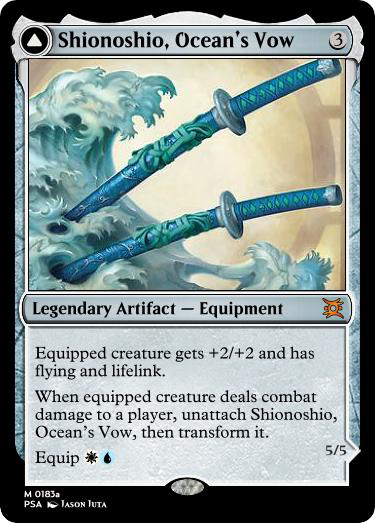 Shionoshio, Ocean's Vow 3
Legendary Artifact — Equipment
Equipped creature gets +2/+2 and has
flying and lifelink.
When equipped creature deals combat
damage to a player, unattach Shionoshio,
Ocean's Vow, then transform it.
Equip
5/5
M 0183a
PSA Jason Juta